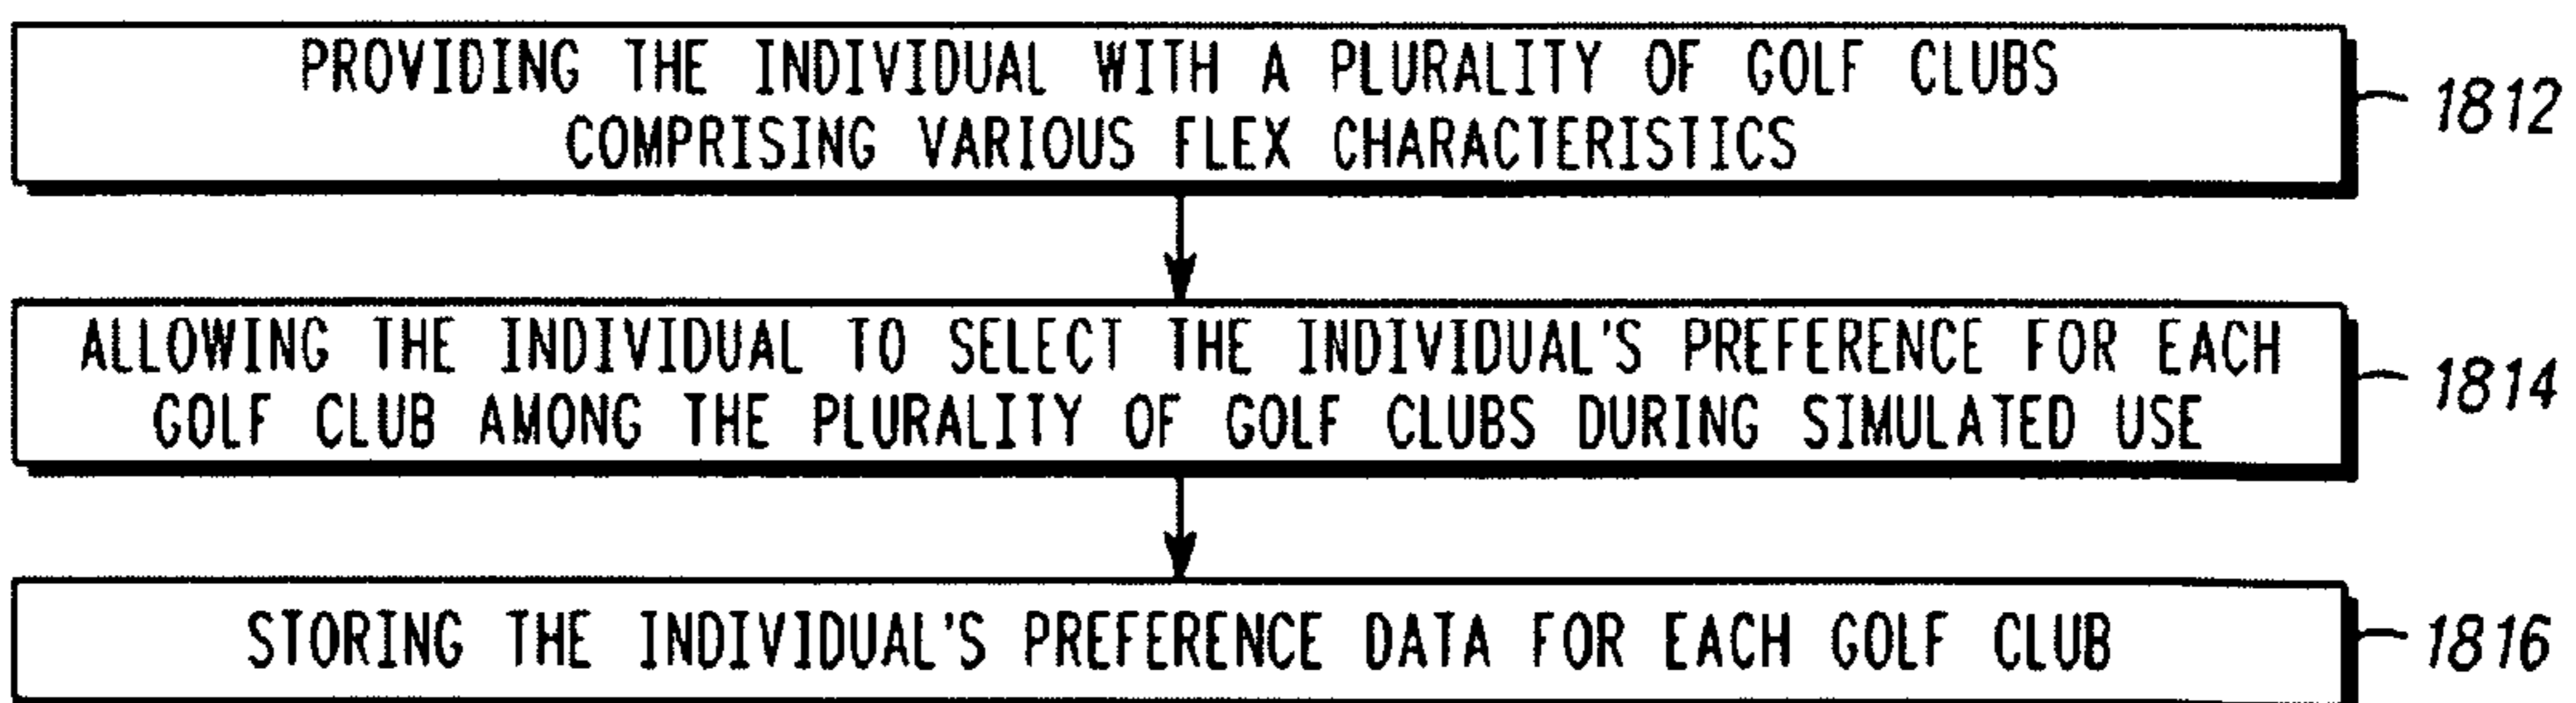 PROVIDING THE INDIVIDUAL WITH A PLURALITY OF GOLF CLUBS
COMPRISING VARIOUS FLEX CHARACTERISTICS
1812
ALLOWING THE INDIVIDUAL TO SELECT THE INDIVIDUAL'S PREFERENCE FOR EACH
GOLF CLUB AMONG THE PLURALITY OF GOLF CLUBS DURING SIMULATED USE
1814
STORING THE INDIVIDUAL'S PREFERENCE DATA FOR EACH GOLF CLUB
1816